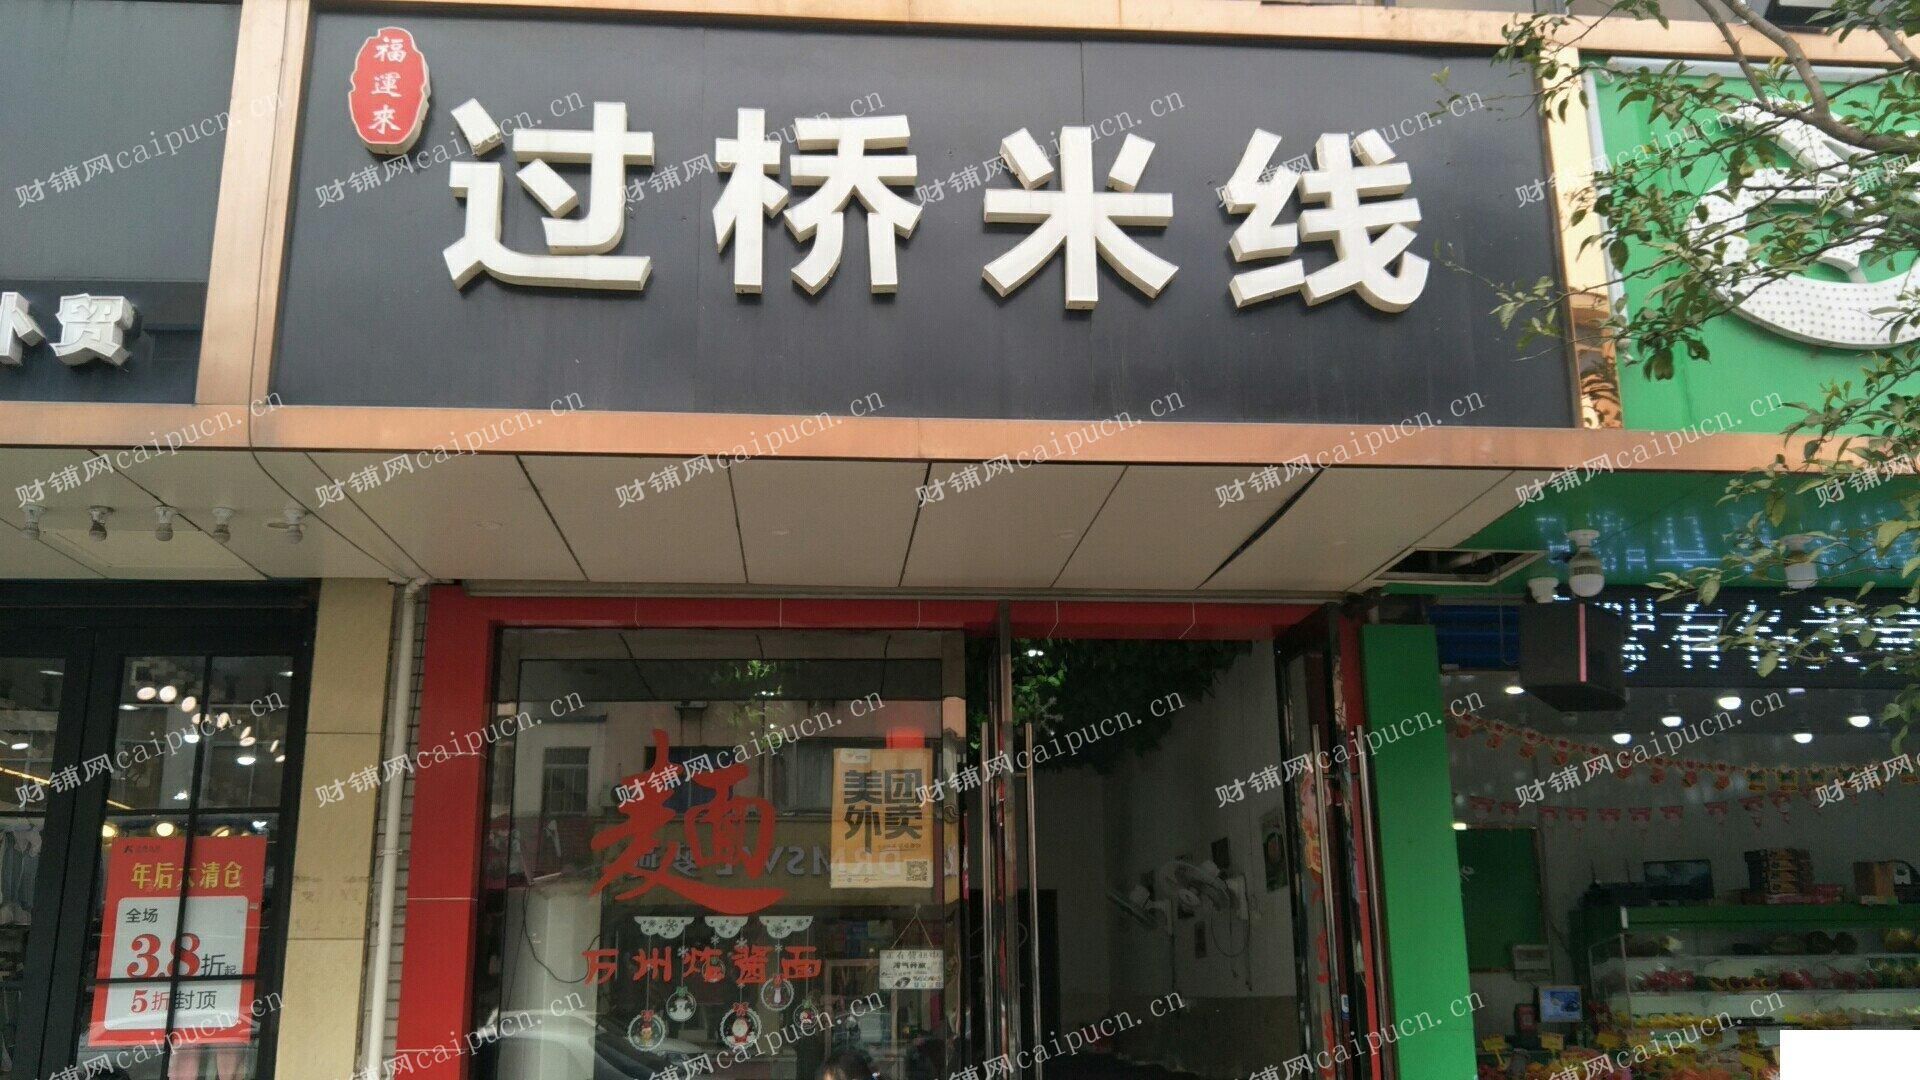 福運來
过桥米线
外贸
麺
美团
外卖
万州炸酱面
年后大清仓
全场
3.8折起
5折封顶
财铺网caipucn.cn